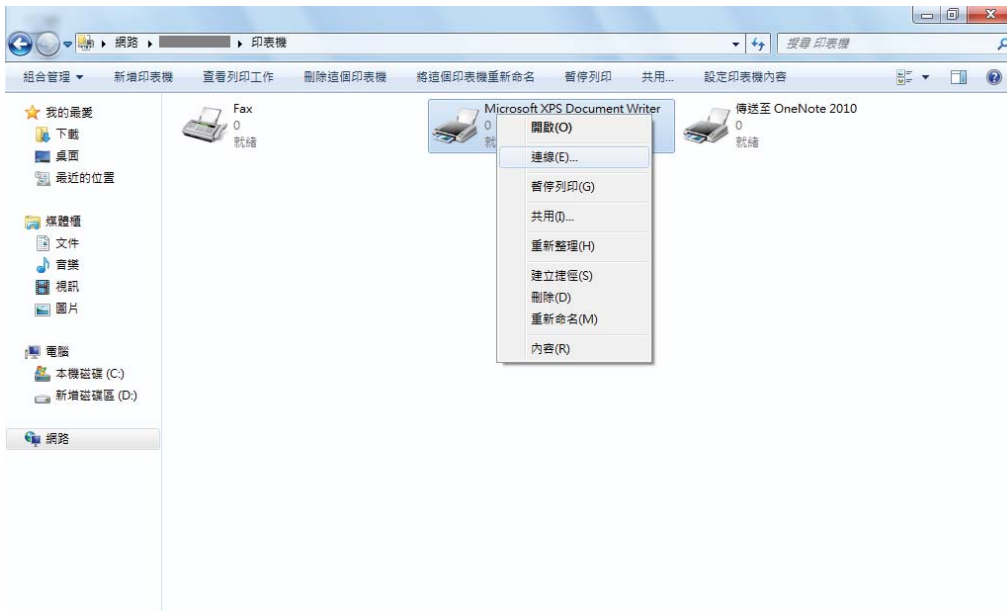 網路 ▸ ▸ 印表機
搜尋 印表機
組合管理 ▼ 新增印表機 查看列印工作 刪除這個印表機 將這個印表機重新命名 暫停列印 共用... 設定印表機內容
我的最愛
下載
桌面
最近的位置
媒體櫃
文件
音樂
視訊
圖片
電腦
本機磁碟 (C:)
新增磁碟區 (D:)
網路
Fax
0
就緒
Microsoft XPS Document Writer
0
就
傳送至 OneNote 2010
0
就緒
開啟(O)
連線(E)...
暫停列印(G)
共用(I)...
重新整理(H)
建立捷徑(S)
刪除(D)
重新命名(M)
內容(R)